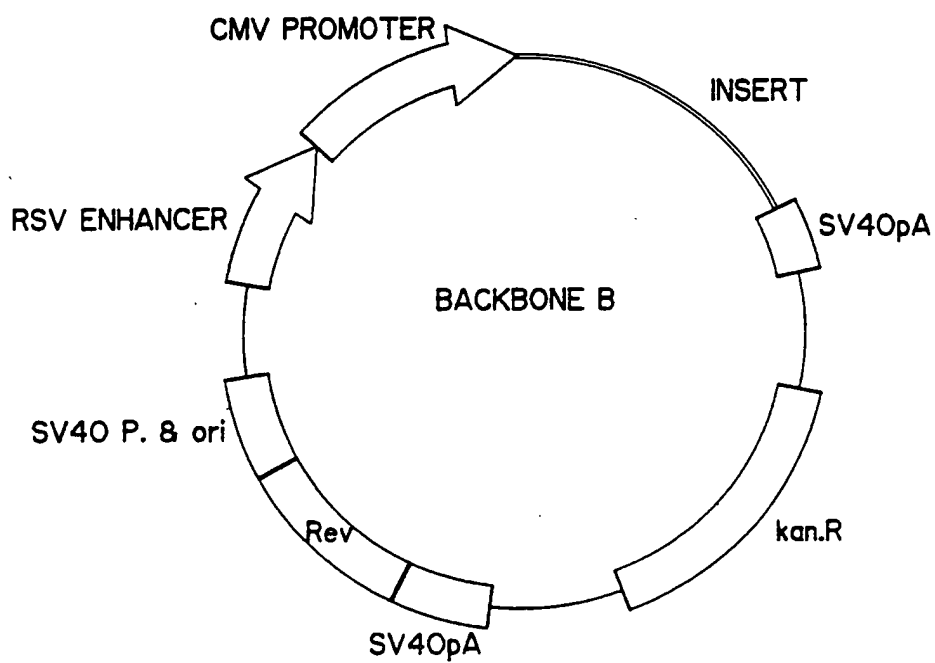 CMV PROMOTER
INSERT
RSV ENHANCER
SV40pA
BACKBONE B
SV40 P. & ori
Rev
kan.R
SV40pA